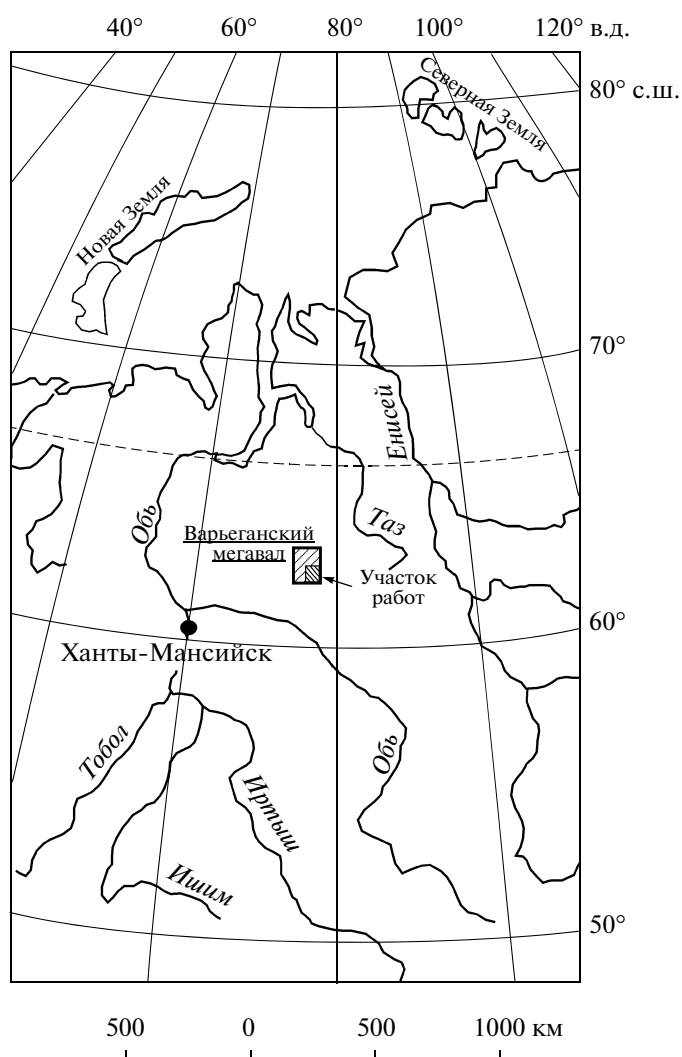 40° 60° 80° 100° 120° в.д.
Северная Земля
80° с.ш.
Новая Земля
70°
Енисей
Обь
Таз
Варьеганский
мегавал
Участок
работ
60°
Ханты-Мансийск
Тобол
Обь
Иртыш
Ишим
50°
500 0 500 1000 км